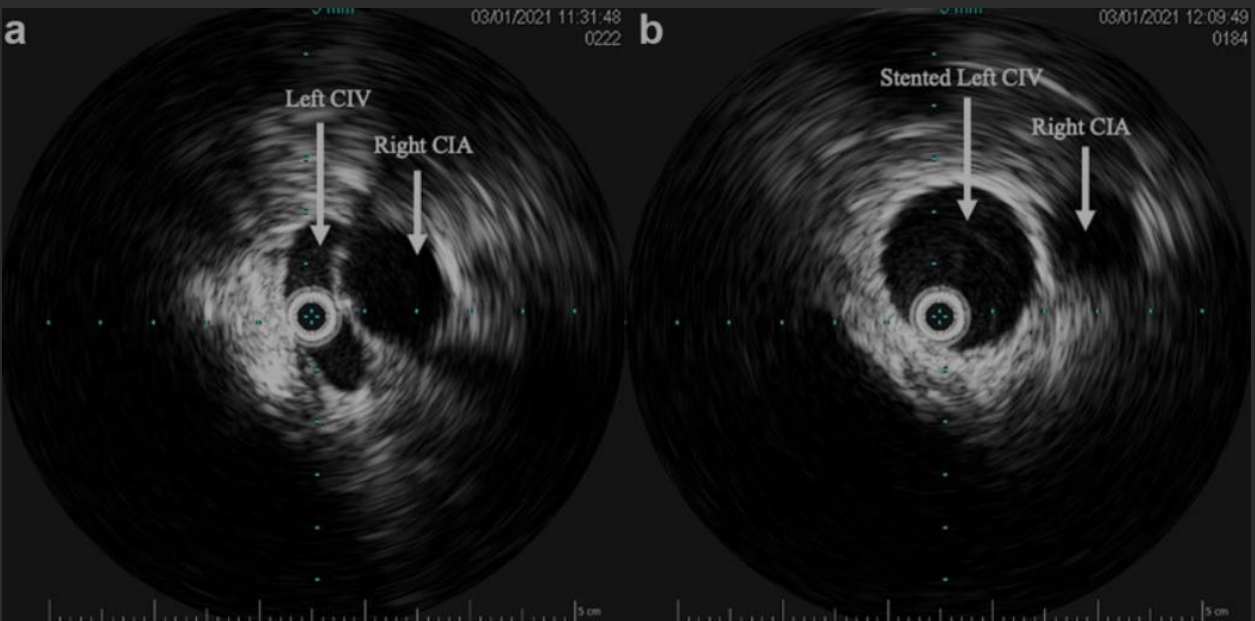 a
03/01/2021 11:31:48
0222
Left CIV
Right CIA
5 cm
b
03/01/2021 12:09:49
0184
Stented Left CIV
Right CIA
5 cm